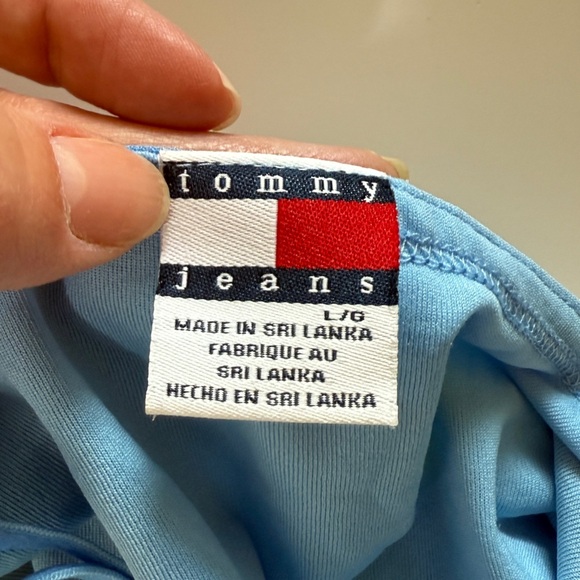 tommy
jeans
L/G
MADE IN SRI LANKA
FABRIQUE AU
SRI LANKA
HECHO EN SRI LANKA